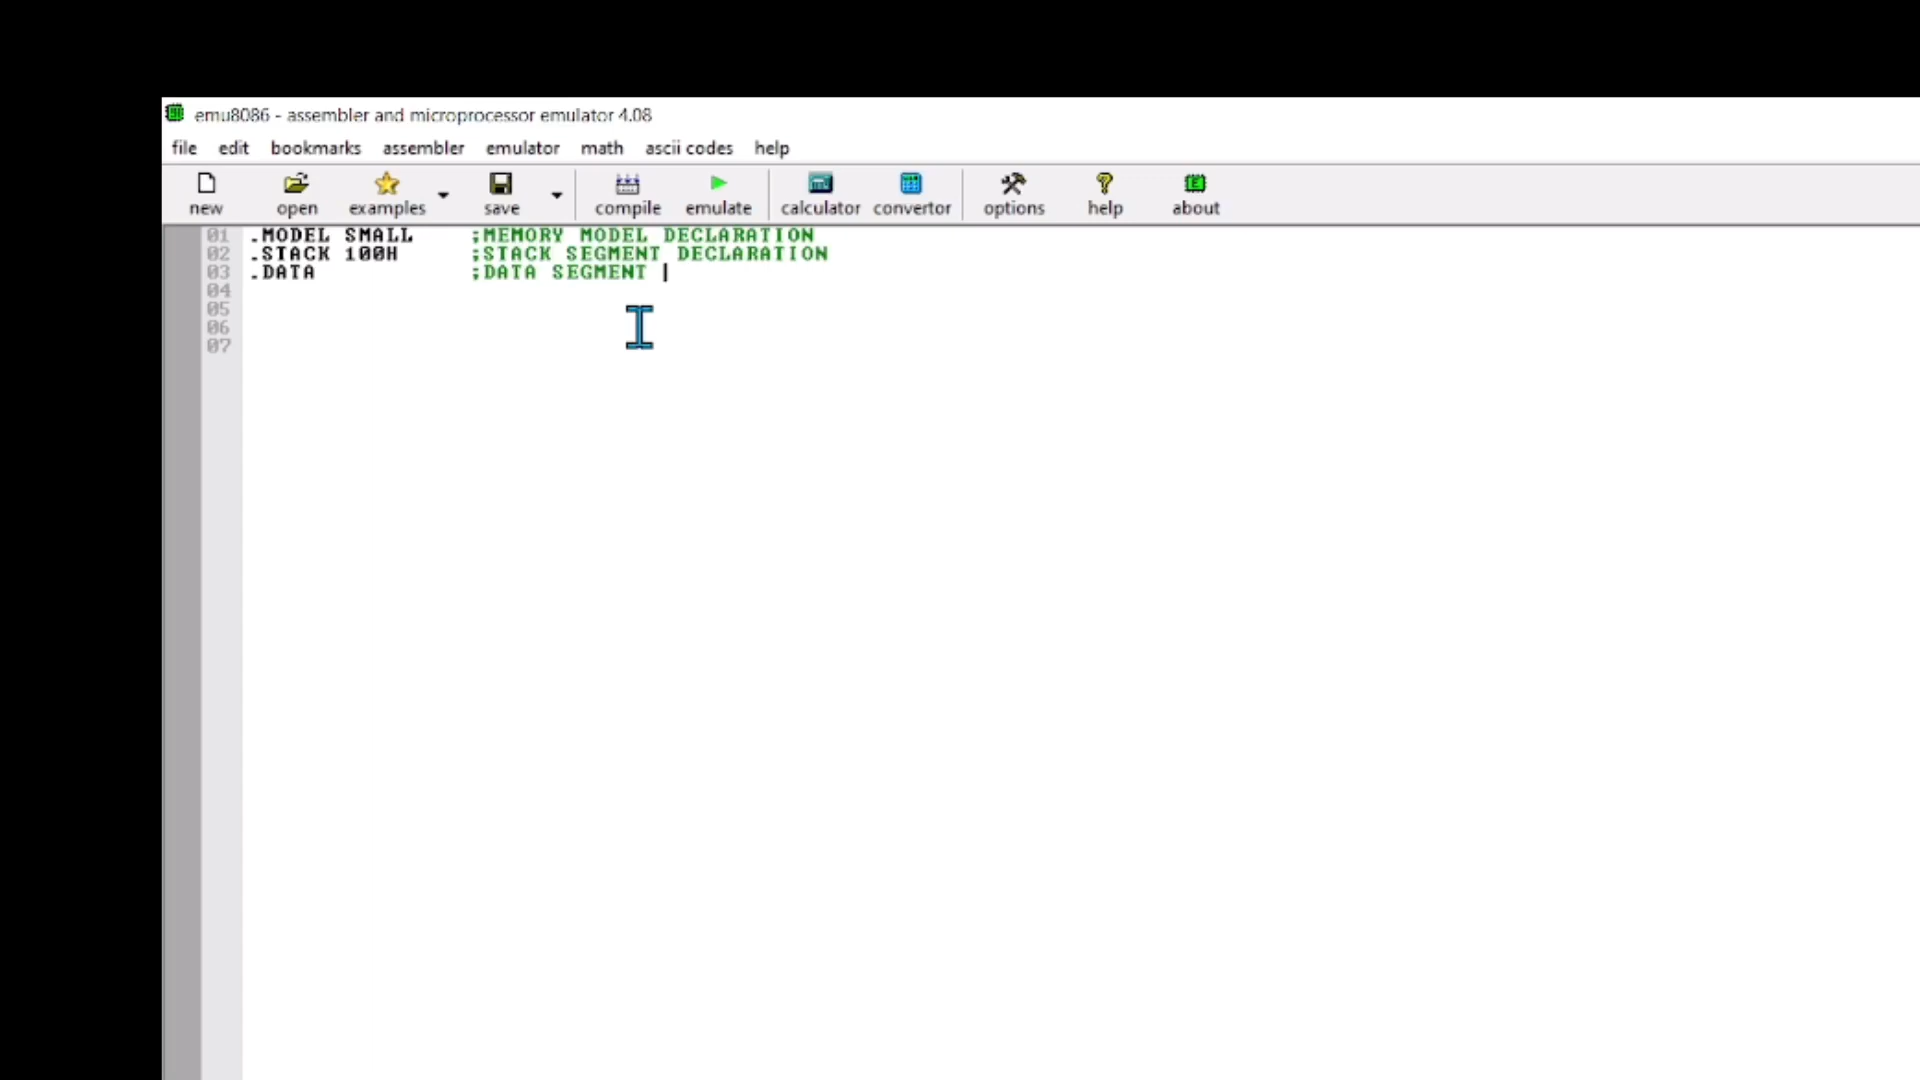 emu8086 - assembler and microprocessor emulator 4.08
file edit bookmarks assembler emulator math ascii codes help
new open examples save compile emulate calculator convertor options help about
01 .MODEL SMALL ;MEMORY MODEL DECLARATION
02 .STACK 100H ;STACK SEGMENT DECLARATION
03 .DATA ;DATA SEGMENT
04
05
06
07